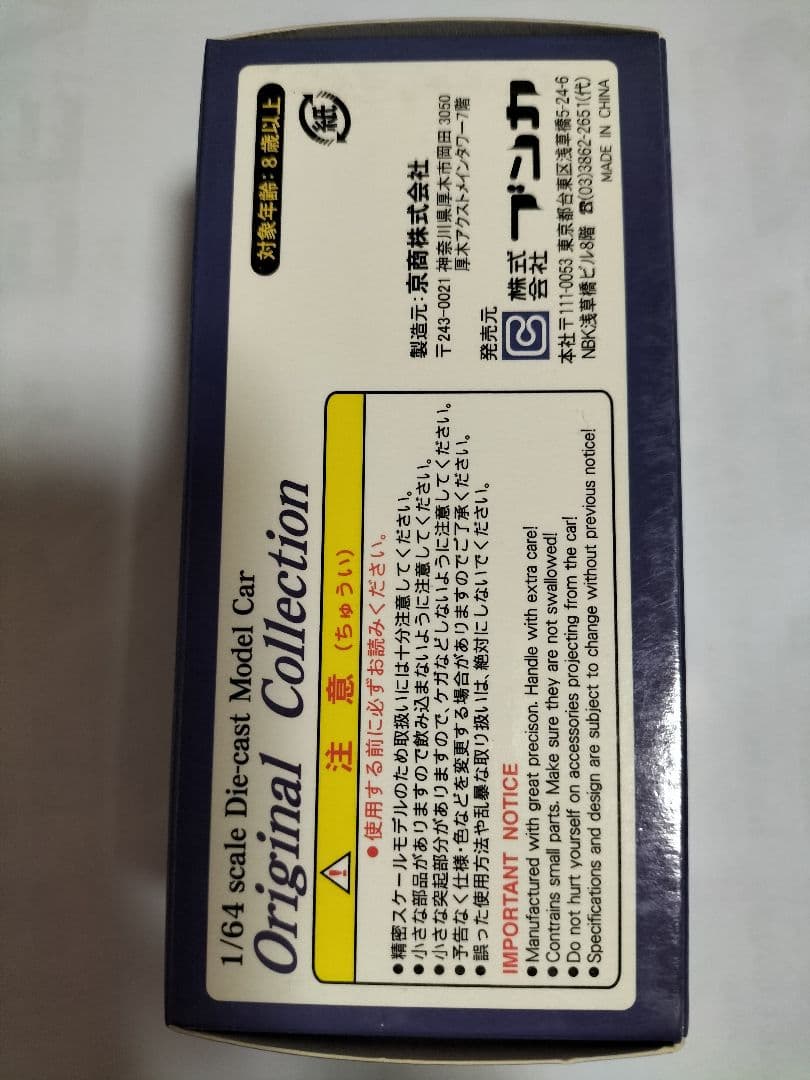 1/64 scale Die-cast Model Car
Original Collection
対象年齢:8歳以上
紙
注意(ちゅうい)
●使用する前に必ずお読みください。
●精密スケールモデルのため取扱いには十分注意してください。
●小さな部品がありますので飲み込まないように注意してください。
●小さな突起部分がありますので、ケガなどしないように注意してください。
●予告なく仕様・色などを変更する場合がありますのでご了承ください。
●誤った使用方法や乱暴な取り扱いは、絶対にしないでください。
IMPORTANT NOTICE
●Manufactured with great precison. Handle with extra care!
●Contrains small parts. Make sure they are not swallowed!
●Do not hurt yourself on accessories projecting from the car!
●Specifications and design are subject to change without previous notice!
製造元:京商株式会社
〒243-0021 神奈川県厚木市岡田 3050
厚木アクストメインタワー7階
発売元
株式会社 ブンカ
本社〒111-0053 東京都台東区浅草橋5-24-6
NBK浅草橋ビル8階 ☎(03)3862-2651(代)
MADE IN CHINA